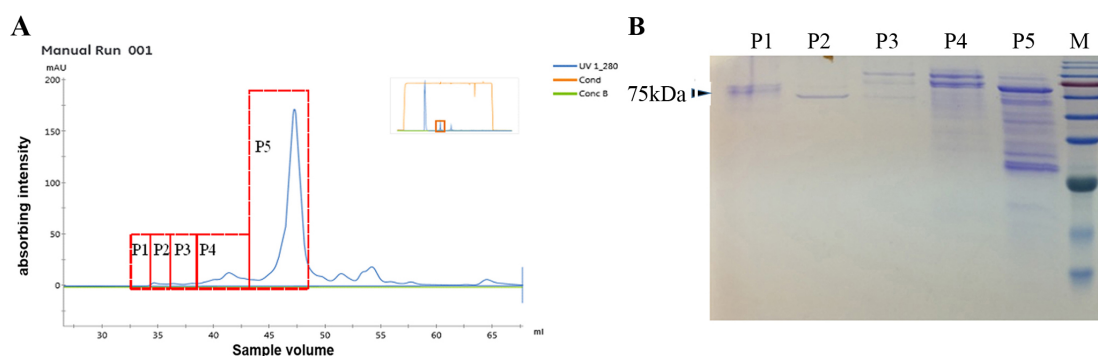 A
Manual Run 001
mAU
200
150
100
50
0
absorbing intensity
P1
P2
P3
P4
P5
30
35
40
45
50
55
60
65
ml
Sample volume
UV 1_280
Cond
Conc B
B
P1 P2 P3 P4 P5 M
75kDa